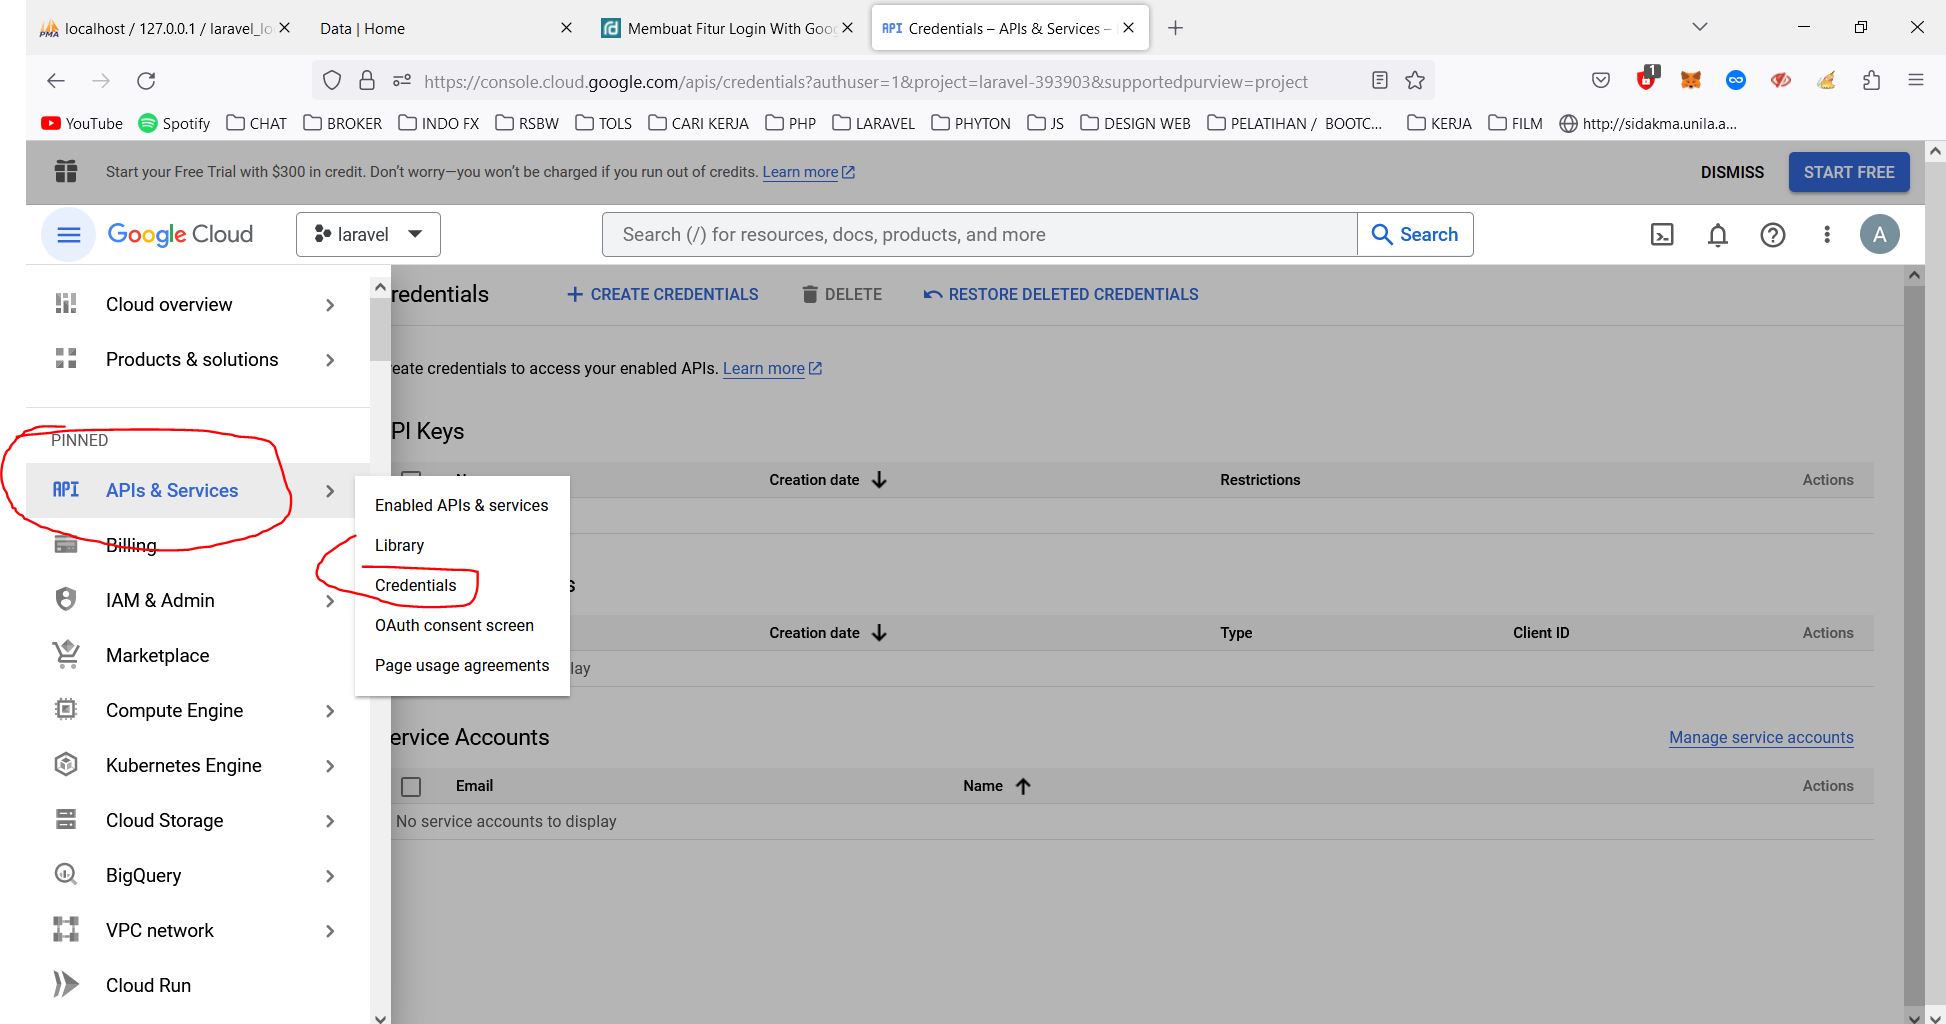 localhost / 127.0.0.1 / laravel_lo
Data | Home
Membuat Fitur Login With Goog
API Credentials – APIs & Services –
https://console.cloud.google.com/apis/credentials?authuser=1&project=laravel-393903&supportedpurview=project
1
YouTube Spotify CHAT BROKER INDO FX RSBW TOLS CARI KERJA PHP LARAVEL PHYTON JS DESIGN WEB PELATIHAN / BOOTC... KERJA FILM http://sidakma.unila.a...
Start your Free Trial with $300 in credit. Don't worry—you won't be charged if you run out of credits. Learn more
DISMISS
START FREE
Google Cloud
laravel
Search (/) for resources, docs, products, and more
Search
A
Cloud overview
Products & solutions
PINNED
API APIs & Services
Billing
IAM & Admin
Marketplace
Compute Engine
Kubernetes Engine
Cloud Storage
BigQuery
VPC network
Cloud Run
Enabled APIs & services
Library
Credentials
OAuth consent screen
Page usage agreements
redentials
CREATE CREDENTIALS
DELETE
RESTORE DELETED CREDENTIALS
eate credentials to access your enabled APIs. Learn more
PI Keys
Creation date Restrictions Actions
s
Creation date Type Client ID Actions
lay
ervice Accounts
Manage service accounts
Email Name Actions
No service accounts to display